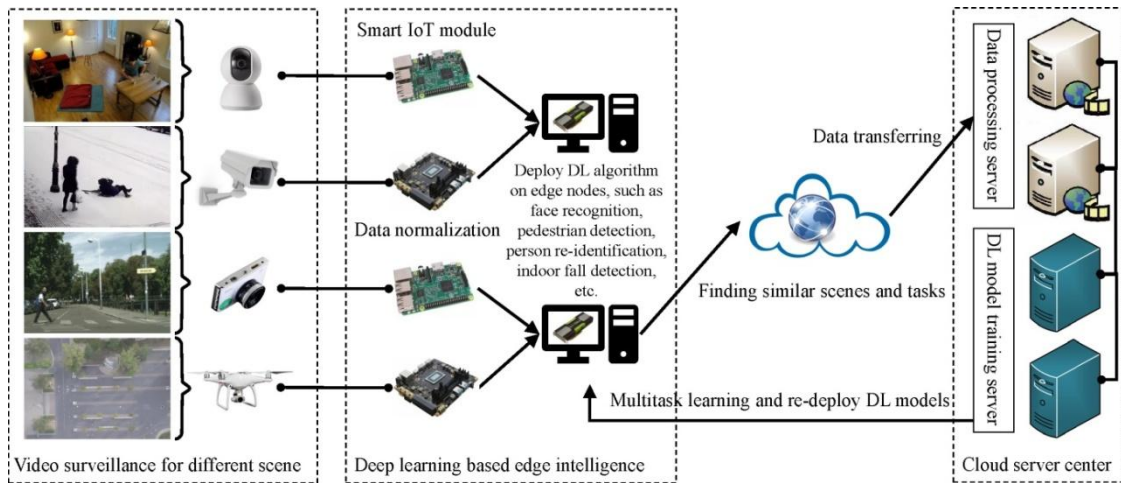 Smart IoT module
Deploy DL algorithm
on edge nodes, such as
face recognition,
pedestrian detection,
person re-identification,
indoor fall detection,
etc.
Data normalization
Data transferring
Finding similar scenes and tasks
Multitask learning and re-deploy DL models
Data processing server
DL model training server
Video surveillance for different scene
Deep learning based edge intelligence
Cloud server center